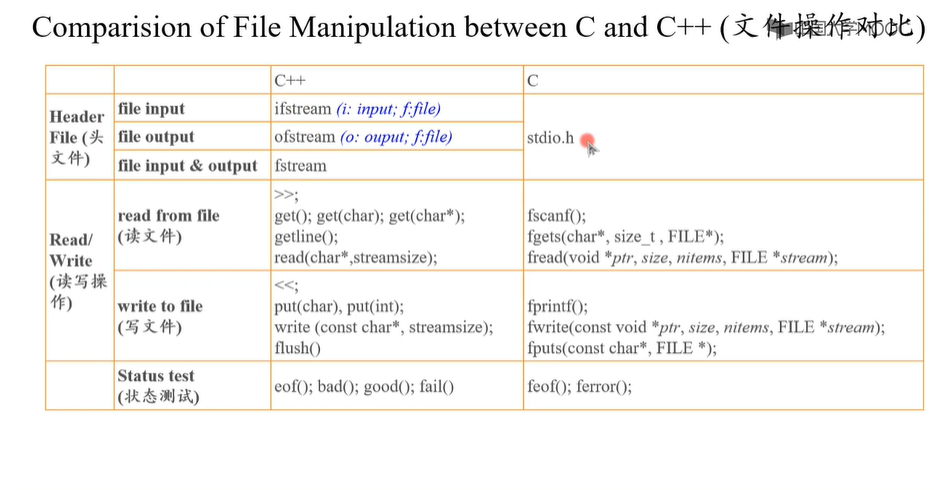 Comparision of File Manipulation between C and C++ (文件操作对比)
C++ C
Header File (头文件)
file input ifstream (i: input; f:file)
file output ofstream (o: ouput; f:file) stdio.h
file input & output fstream
Read/Write (读写操作)
read from file (读文件)
>>;
get(); get(char); get(char*);
getline();
read(char*,streamsize);
fscanf();
fgets(char*, size_t , FILE*);
fread(void *ptr, size, nitems, FILE *stream);
write to file (写文件)
<<;
put(char), put(int);
write (const char*, streamsize);
flush()
fprintf();
fwrite(const void *ptr, size, nitems, FILE *stream);
fputs(const char*, FILE *);
Status test (状态测试)
eof(); bad(); good(); fail()
feof(); ferror();